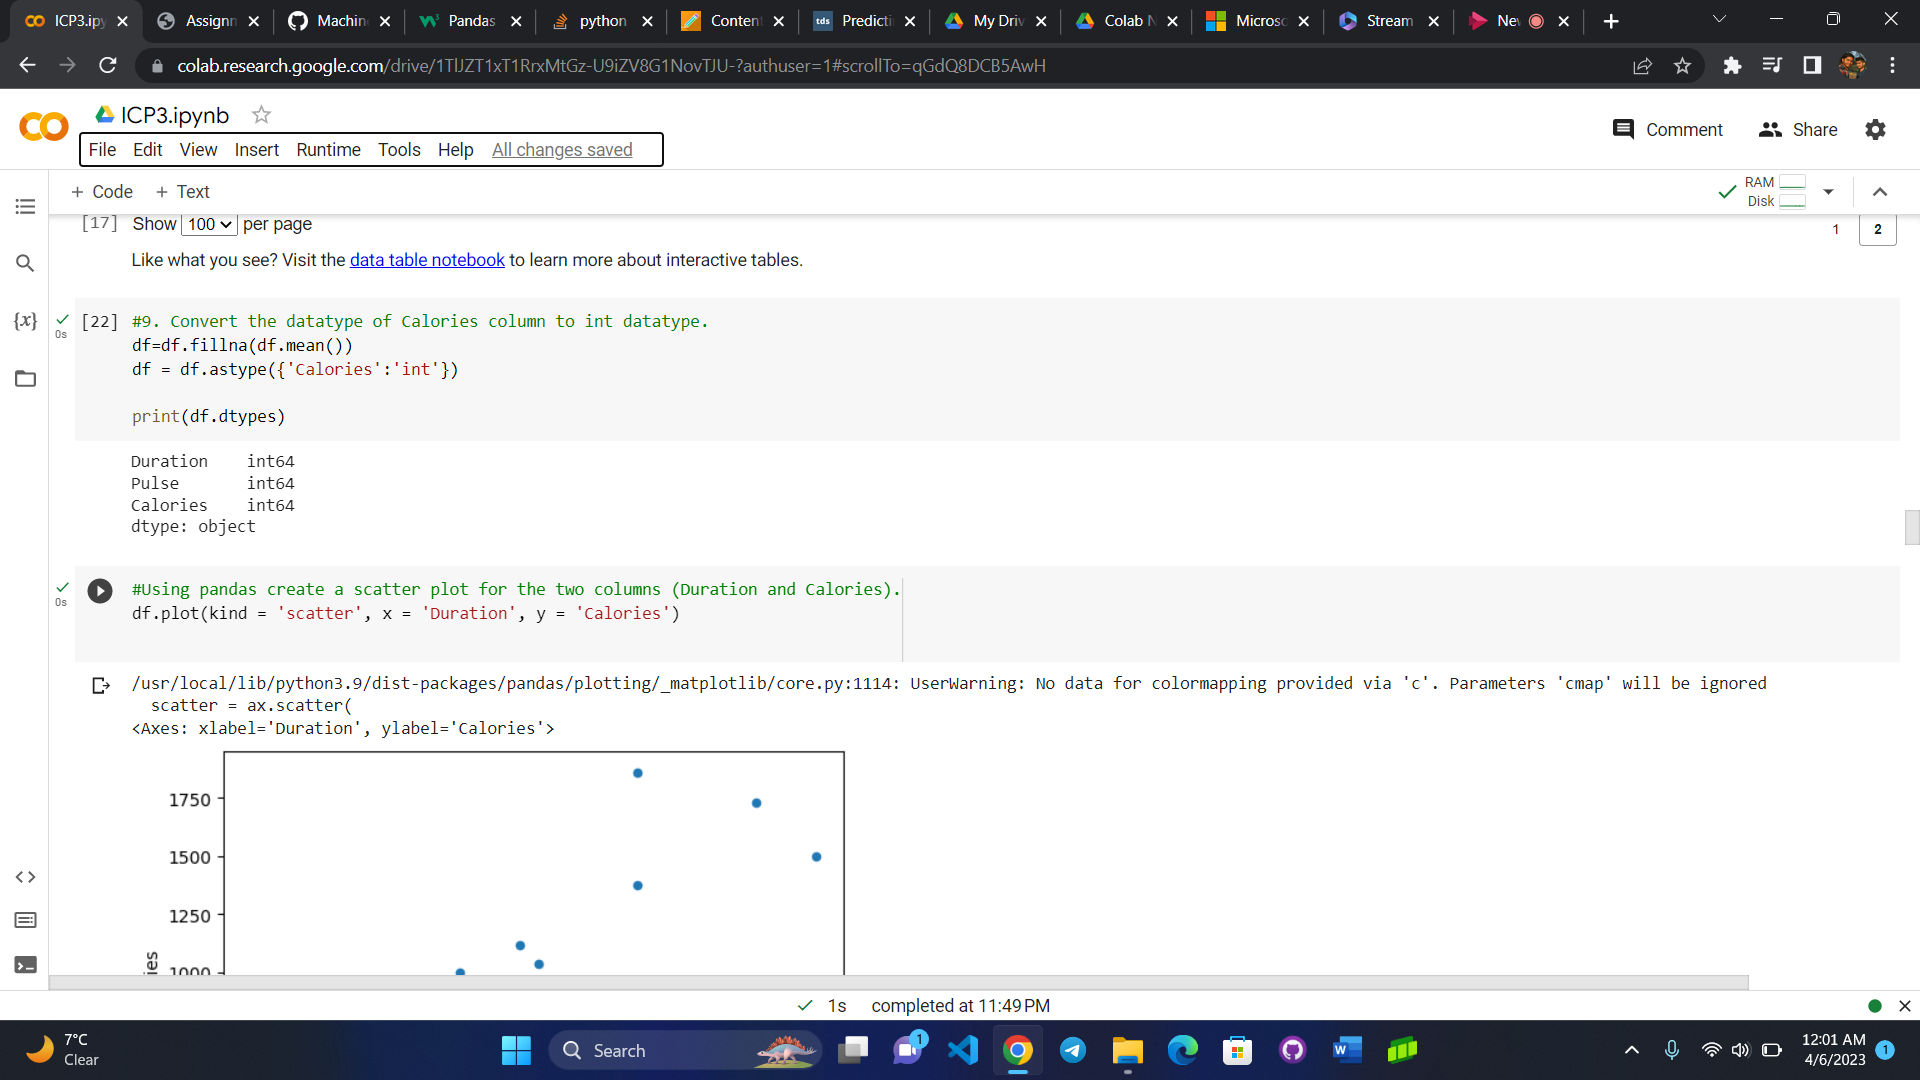 ICP3.ipy
Assignm
Machin
Pandas
python
Content
tds
Predicti
My Driv
Colab N
Microso
Stream
Nev
colab.research.google.com/drive/1TlJZT1xT1RrxMtGz-U9iZV8G1NovTJU-?authuser=1#scrollTo=qGdQ8DCB5AwH
ICP3.ipynb
Comment
Share
File Edit View Insert Runtime Tools Help All changes saved
+ Code + Text
RAM
Disk
[17] Show 100 per page
1 2
Like what you see? Visit the data table notebook to learn more about interactive tables.
{x}
0s
[22] #9. Convert the datatype of Calories column to int datatype.
df=df.fillna(df.mean())
df = df.astype({'Calories':'int'})
print(df.dtypes)
Duration int64
Pulse int64
Calories int64
dtype: object
0s
#Using pandas create a scatter plot for the two columns (Duration and Calories).
df.plot(kind = 'scatter', x = 'Duration', y = 'Calories')
/usr/local/lib/python3.9/dist-packages/pandas/plotting/_matplotlib/core.py:1114: UserWarning: No data for colormapping provided via 'c'. Parameters 'cmap' will be ignored
scatter = ax.scatter(
<Axes: xlabel='Duration', ylabel='Calories'>
1750
1500
1250
1000
ies
1s completed at 11:49 PM
7°C
Clear
Search
1
12:01 AM
4/6/2023
1